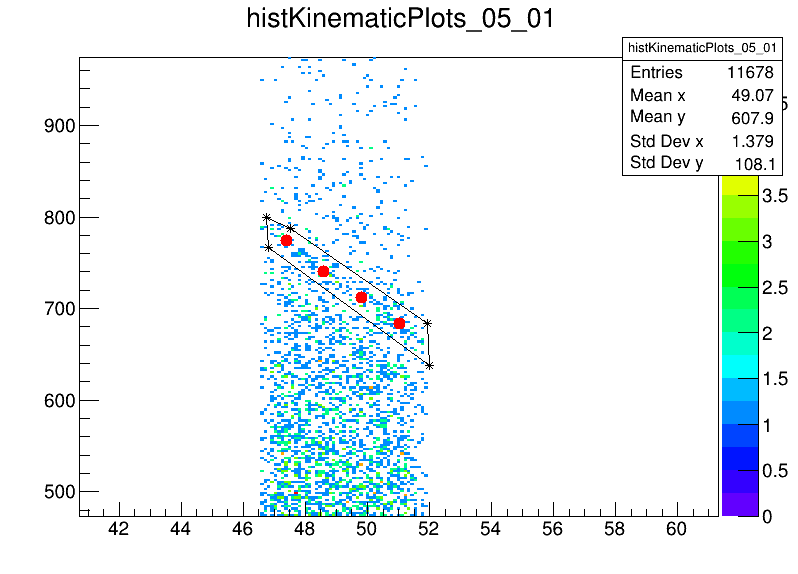 histKinematicPlots_05_01
histKinematicPlots_05_01
Entries 11678
Mean x 49.07
Mean y 607.9
Std Dev x 1.379
Std Dev y 108.1
900
800
700
600
500
42 44 46 48 50 52 54 56 58 60
5
3.5
3
2.5
2
1.5
1
0.5
0